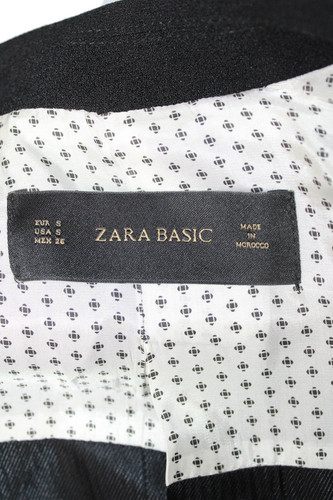 EUR S
USA S
MEX 26
ZARA BASIC
MADE
IN
MOROCCO